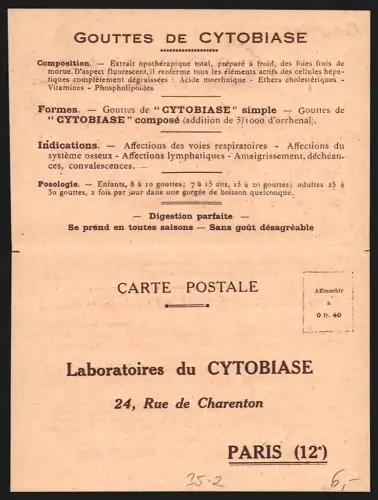 GOUTTES DE CYTOBIASE
Composition. — Extrait opothérapique total, préparé à froid, des foies frais de
morue. D'aspect fluorescent, il renferme tous les éléments actifs des cellules hépa-
tiques complètement dégraissées : Acide morrhuique - Ethers cholestériques -
Vitamines - Phospholipoïdes
Formes. — Gouttes de "CYTOBIASE" simple — Gouttes de
"CYTOBIASE" composé (addition de 5/1000 d'orrhenal).
Indications. — Affections des voies respiratoires - Affections du
système osseux - Affections lymphatiques - Amaigrissement, déchéan-
ces, convalescences. —
Posologie. — Enfants, 8 à 10 gouttes; 7 à 15 ans, 15 à 20 gouttes; adultes 25 à
30 gouttes, 2 fois par jour dans une gorgée de boisson quelconque.
— Digestion parfaite —
Se prend en toutes saisons — Sans goût désagréable
CARTE POSTALE
Affranchir
à
0 fr. 40
Laboratoires du CYTOBIASE
24, Rue de Charenton
PARIS (12e)
35-2
6,-